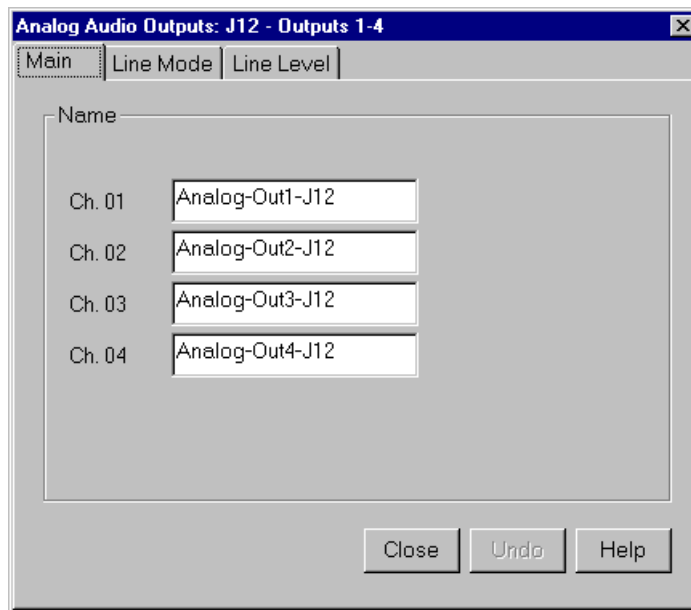 Analog Audio Outputs: J12 - Outputs 1-4
Main Line Mode Line Level
Name
Ch. 01 Analog-Out1-J12
Ch. 02 Analog-Out2-J12
Ch. 03 Analog-Out3-J12
Ch. 04 Analog-Out4-J12
Close Undo Help